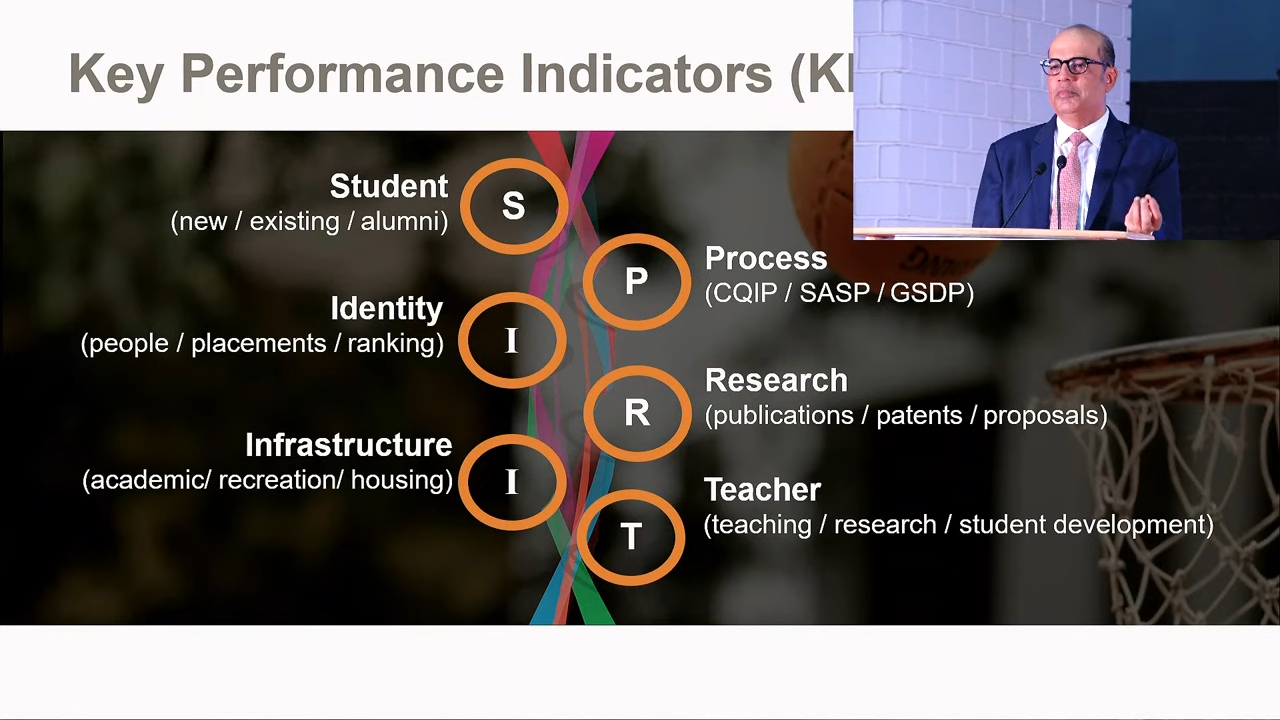 Key Performance Indicators (KI
Student
(new / existing / alumni)
S
P
Process
(CQIP / SASP / GSDP)
Identity
(people / placements / ranking)
I
R
Research
(publications / patents / proposals)
Infrastructure
(academic/ recreation/ housing)
I
T
Teacher
(teaching / research / student development)